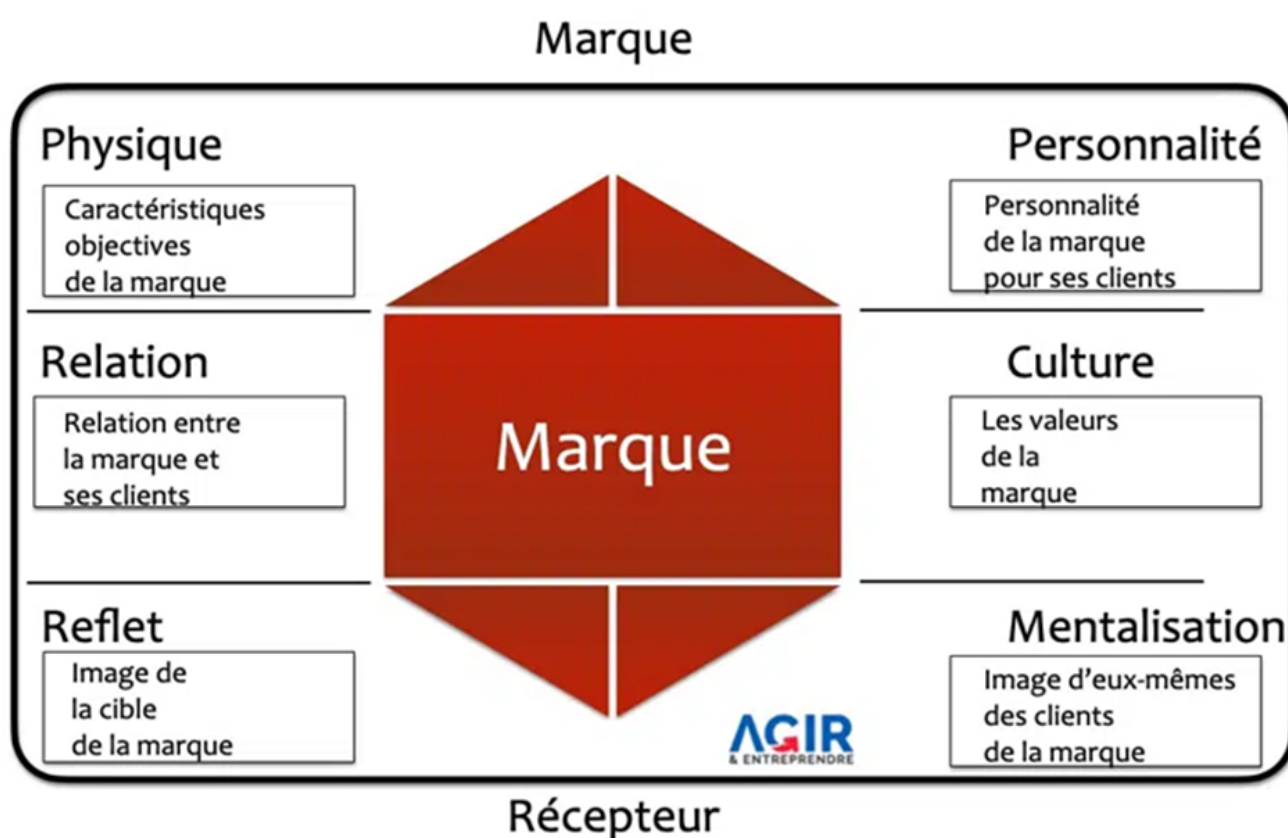 Marque
Physique
Caractéristiques
objectives
de la marque
Personnalité
Personnalité
de la marque
pour ses clients
Relation
Relation entre
la marque et
ses clients
Marque
Culture
Les valeurs
de la
marque
Reflet
Image de
la cible
de la marque
Mentalisation
Image d'eux-mêmes
des clients
de la marque
AGIR
& ENTREPRENDRE
Récepteur